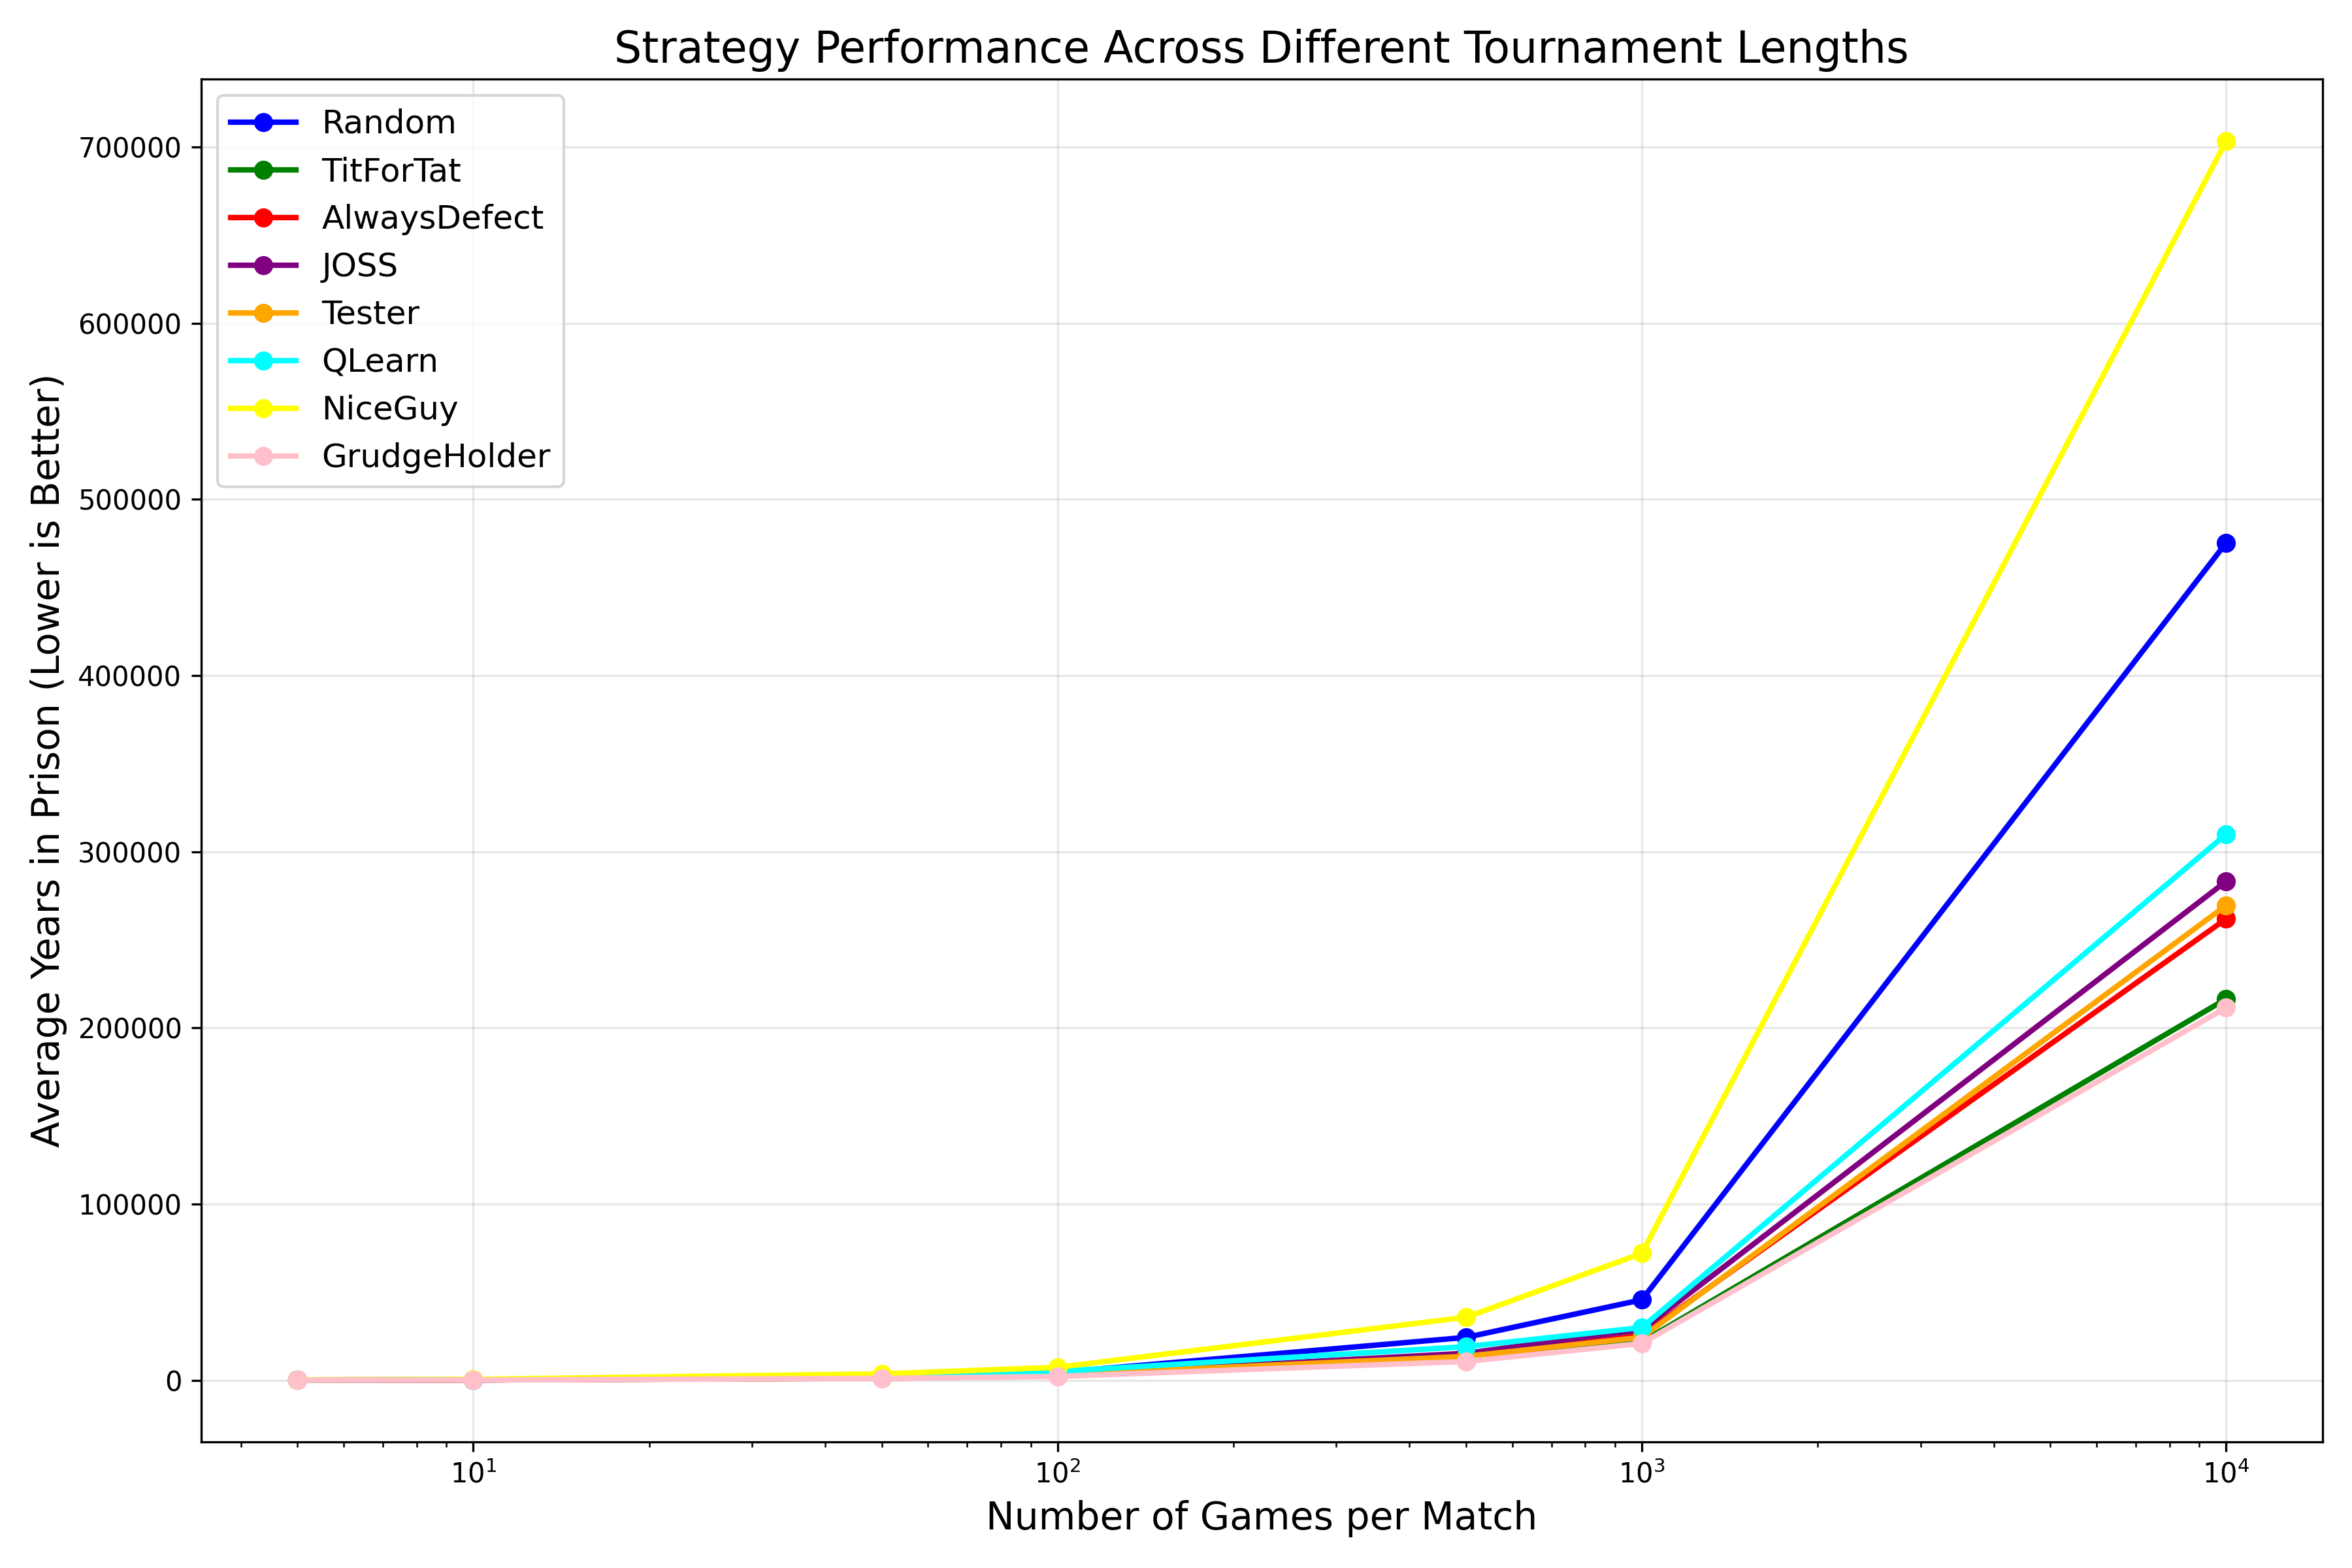 Strategy Performance Across Different Tournament Lengths
Random
TitForTat
AlwaysDefect
JOSS
Tester
QLearn
NiceGuy
GrudgeHolder
Average Years in Prison (Lower is Better)
700000
600000
500000
400000
300000
200000
100000
0
10¹
10²
10³
10⁴
Number of Games per Match